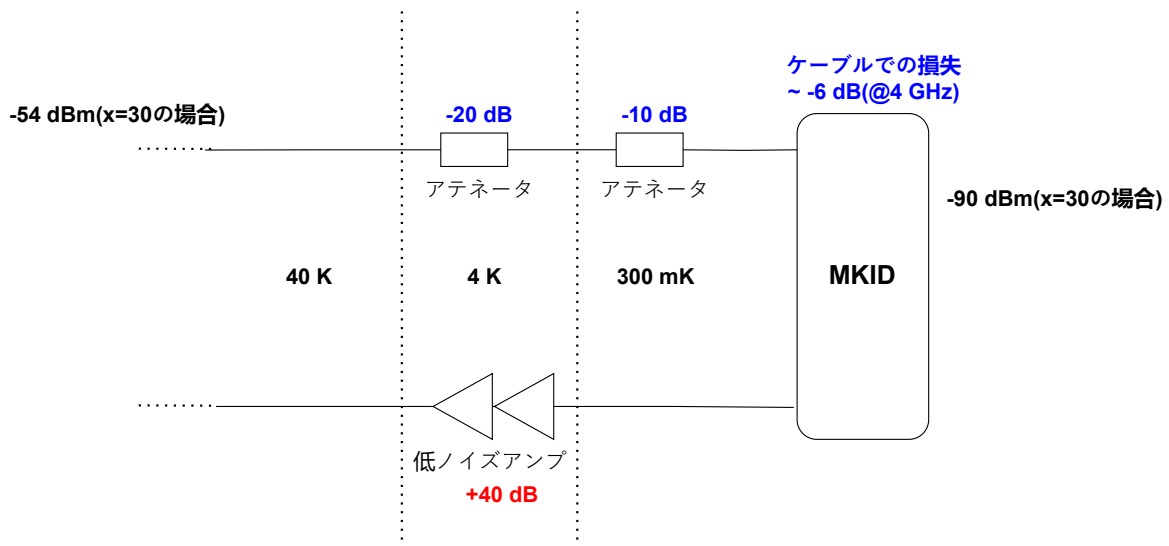 ケーブルでの損失
~ -6 dB(@4 GHz)
-54 dBm(x=30の場合)
-20 dB
-10 dB
アテネータ
アテネータ
-90 dBm(x=30の場合)
40 K
4 K
300 mK
MKID
低ノイズアンプ
+40 dB